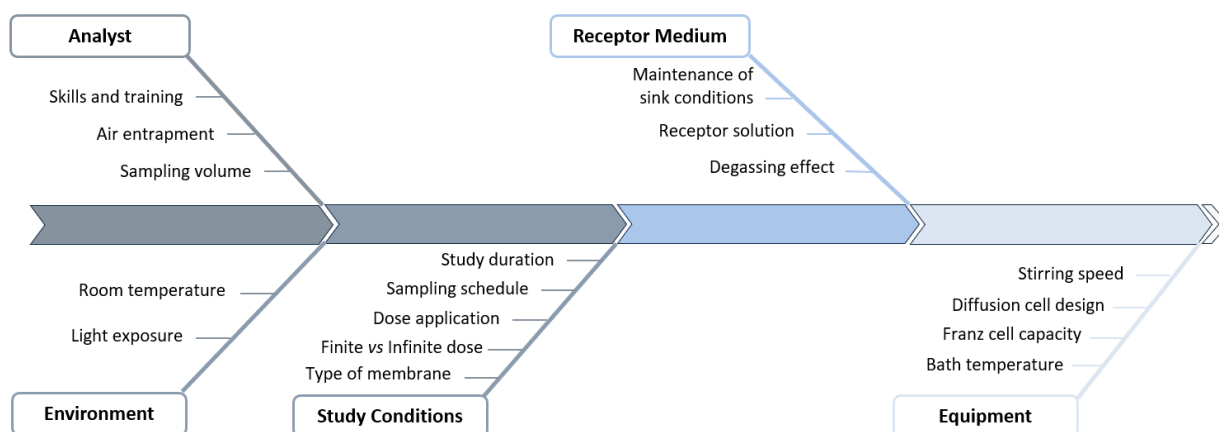 Analyst
Skills and training
Air entrapment
Sampling volume
Receptor Medium
Maintenance of
sink conditions
Receptor solution
Degassing effect
Room temperature
Light exposure
Environment
Study duration
Sampling schedule
Dose application
Finite vs Infinite dose
Type of membrane
Study Conditions
Stirring speed
Diffusion cell design
Franz cell capacity
Bath temperature
Equipment